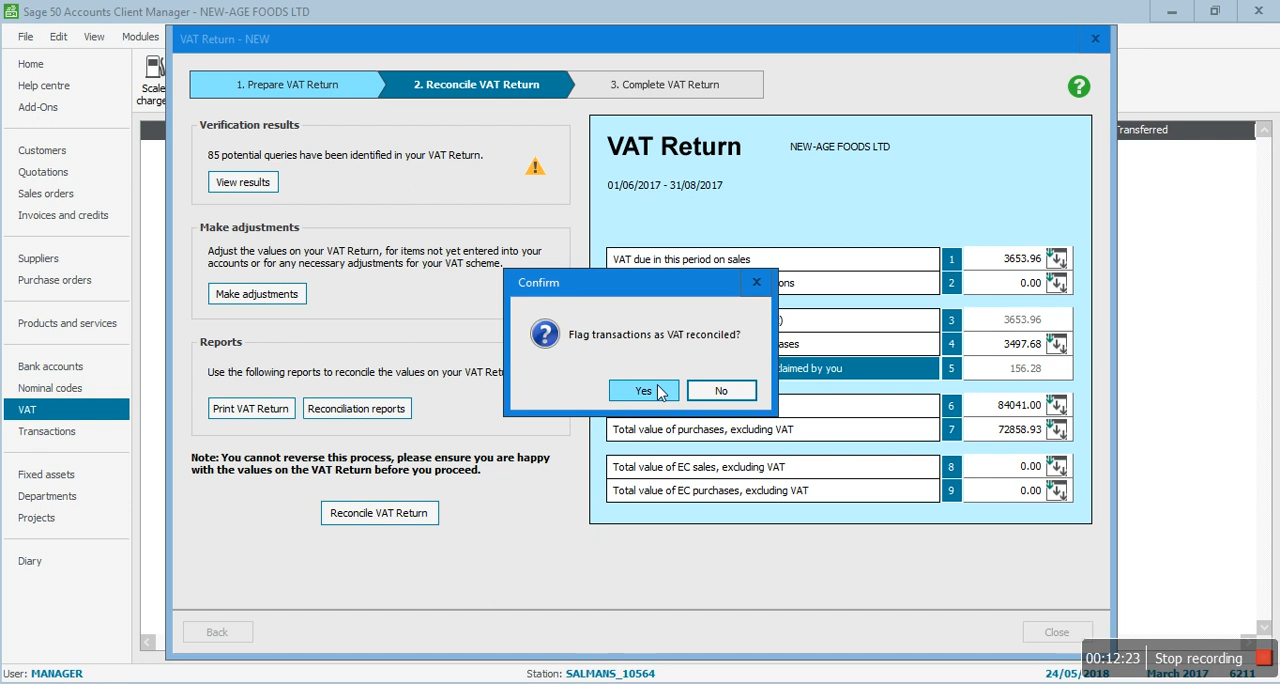 Sage 50 Accounts Client Manager - NEW-AGE FOODS LTD
File Edit View Modules
VAT Return - NEW
Home
Help centre
Add-Ons
Customers
Quotations
Sales orders
Invoices and credits
Suppliers
Purchase orders
Products and services
Bank accounts
Nominal codes
VAT
Transactions
Fixed assets
Departments
Projects
Diary
Scale
charge
1. Prepare VAT Return 2. Reconcile VAT Return 3. Complete VAT Return
Verification results
85 potential queries have been identified in your VAT Return.
View results
Make adjustments
Adjust the values on your VAT Return, for items not yet entered into your
accounts or for any necessary adjustments for your VAT scheme.
Make adjustments
Reports
Use the following reports to reconcile the values on your VAT Retu
Print VAT Return Reconciliation reports
Note: You cannot reverse this process, please ensure you are happy
with the values on the VAT Return before you proceed.
Reconcile VAT Return
VAT Return NEW-AGE FOODS LTD
01/06/2017 - 31/08/2017
VAT due in this period on sales 1 3653.96
ons 2 0.00
) 3 3653.96
ases 4 3497.68
laimed by you 5 156.28
6 84041.00
Total value of purchases, excluding VAT 7 72858.93
Total value of EC sales, excluding VAT 8 0.00
Total value of EC purchases, excluding VAT 9 0.00
Confirm
Flag transactions as VAT reconciled?
Yes No
Transferred
Back Close
00:12:23 Stop recording
User: MANAGER Station: SALMANS_10564 24/05/2018 March 2017 6211